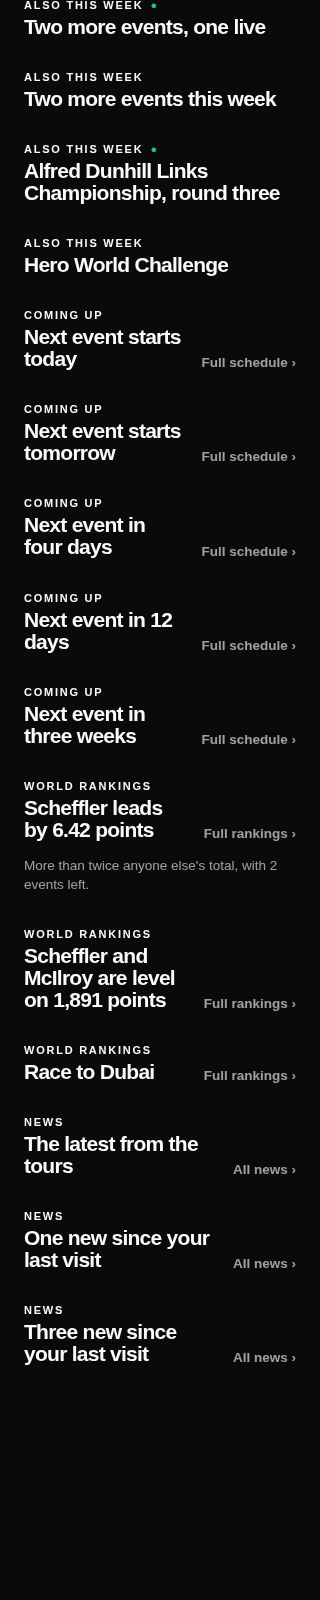 ALSO THIS WEEK
Two more events, one live
ALSO THIS WEEK
Two more events this week
ALSO THIS WEEK
Alfred Dunhill Links
Championship, round three
ALSO THIS WEEK
Hero World Challenge
COMING UP
Next event starts
today
Full schedule ›
COMING UP
Next event starts
tomorrow
Full schedule ›
COMING UP
Next event in
four days
Full schedule ›
COMING UP
Next event in 12
days
Full schedule ›
COMING UP
Next event in
three weeks
Full schedule ›
WORLD RANKINGS
Scheffler leads
by 6.42 points
Full rankings ›
More than twice anyone else's total, with 2
events left.
WORLD RANKINGS
Scheffler and
McIlroy are level
on 1,891 points
Full rankings ›
WORLD RANKINGS
Race to Dubai
Full rankings ›
NEWS
The latest from the
tours
All news ›
NEWS
One new since your
last visit
All news ›
NEWS
Three new since
your last visit
All news ›